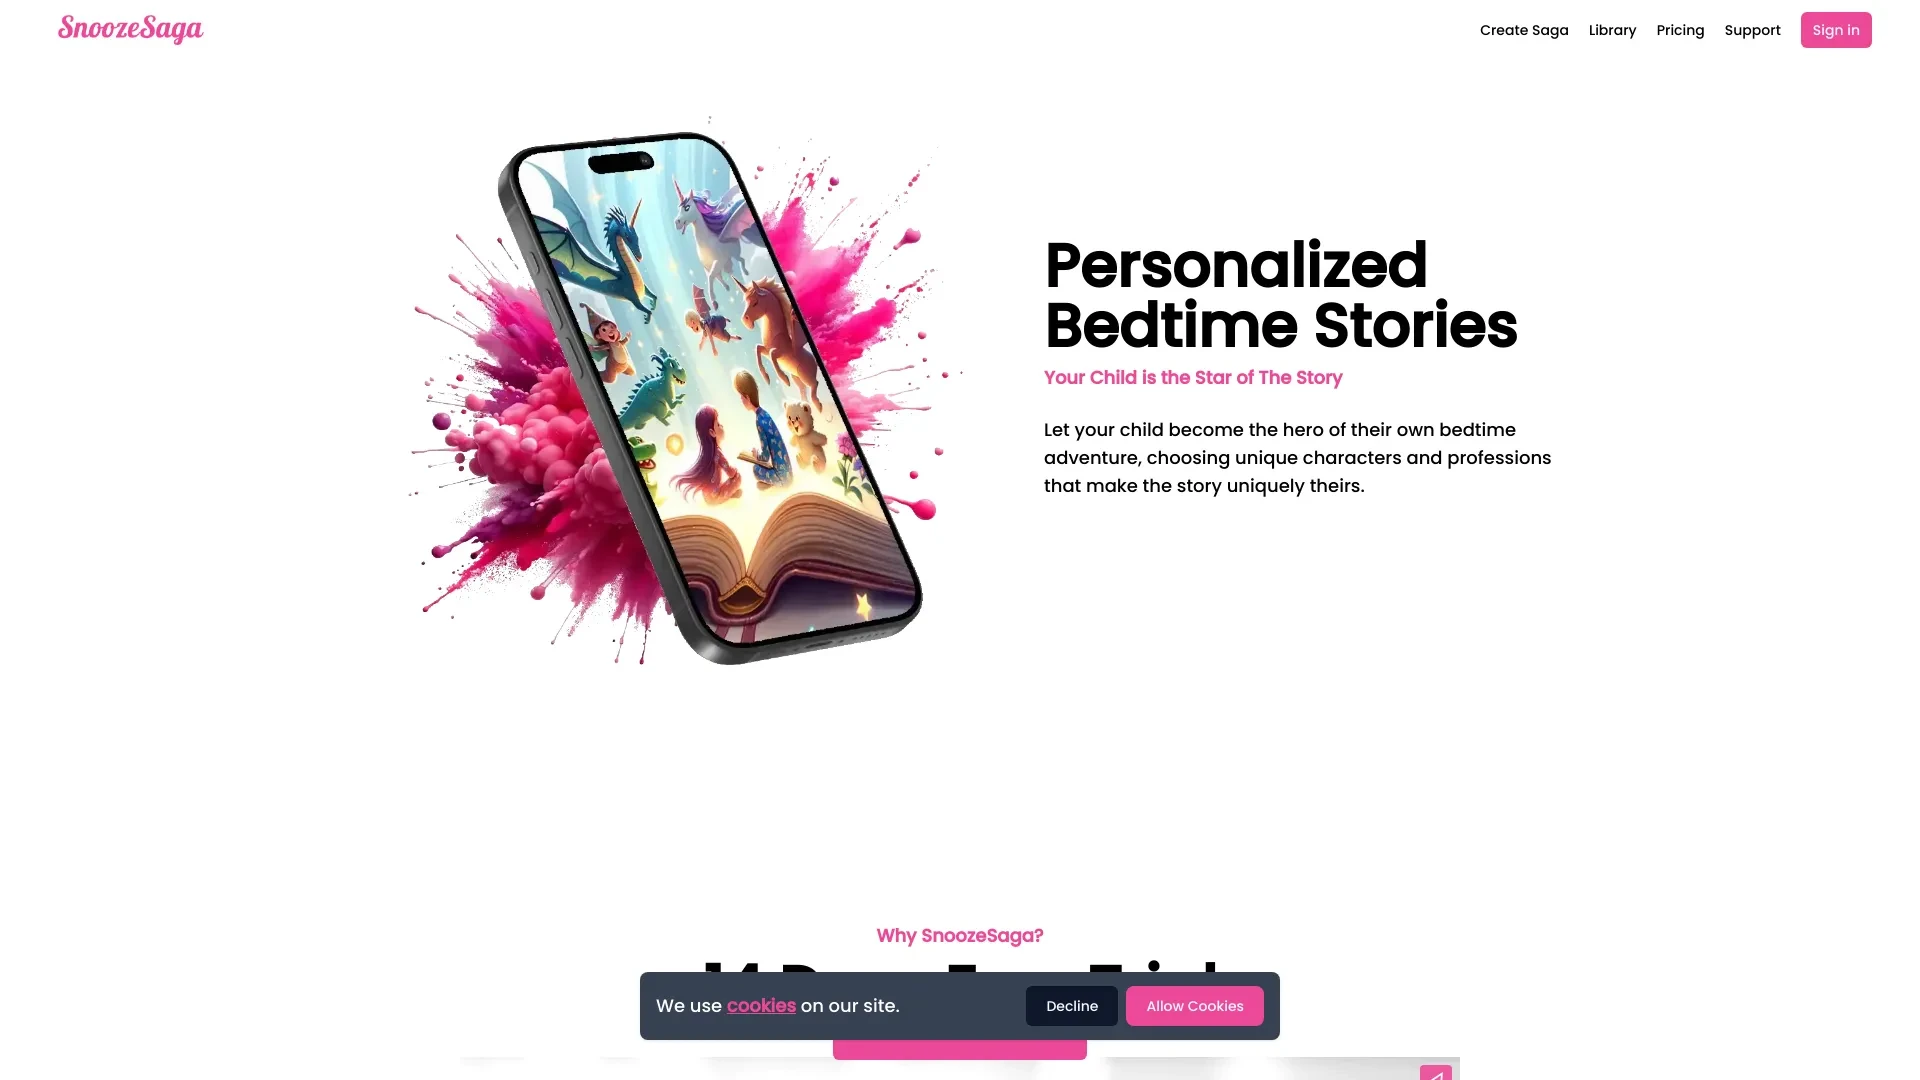 SnoozeSaga
Create Saga
Library
Pricing
Support
Sign in
Personalized
Bedtime Stories
Your Child is the Star of The Story
Let your child become the hero of their own bedtime
adventure, choosing unique characters and professions
that make the story uniquely theirs.
Why SnoozeSaga?
We use cookies on our site.
Decline
Allow Cookies